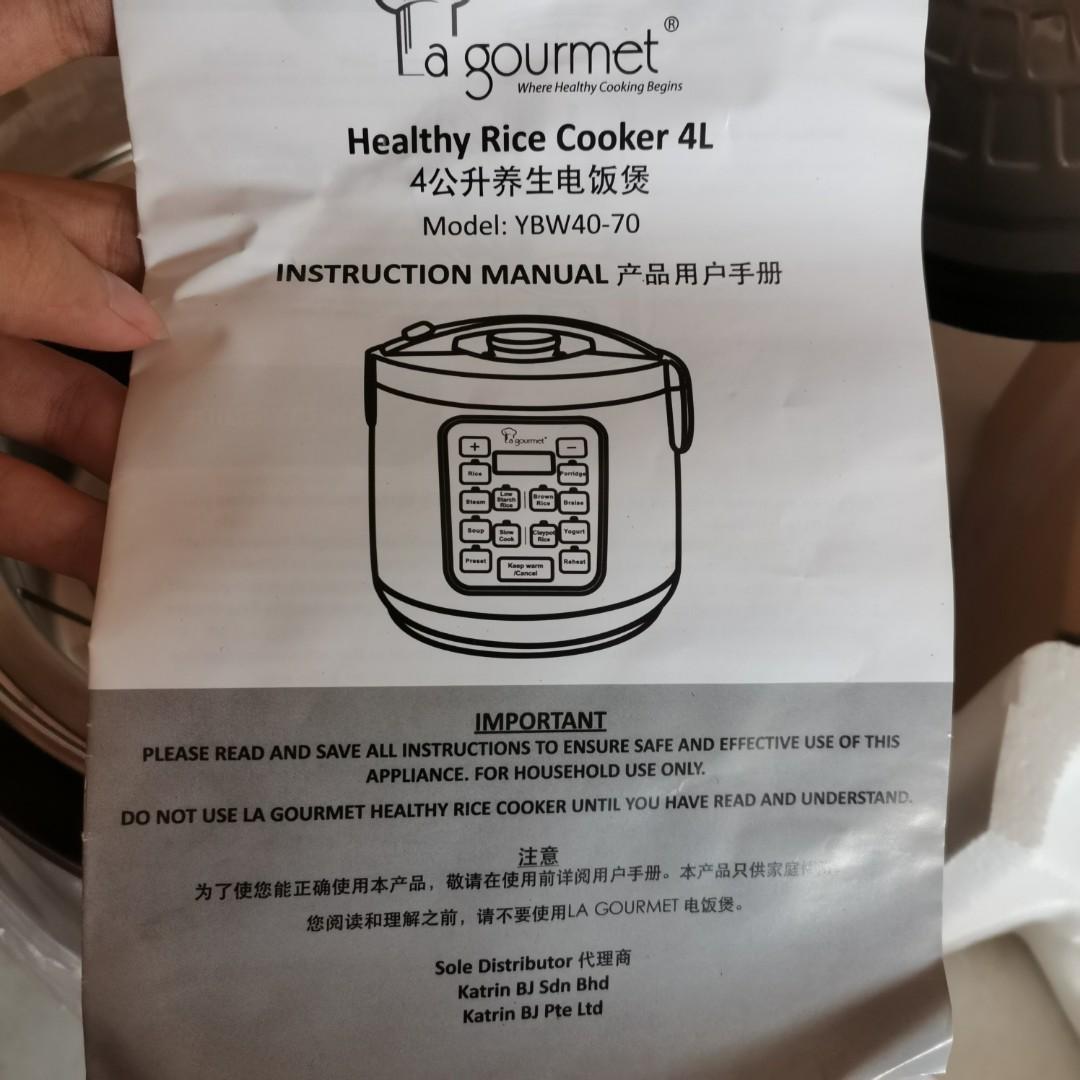 La gourmet®
Where Healthy Cooking Begins
Healthy Rice Cooker 4L
4公升养生电饭煲
Model: YBW40-70
INSTRUCTION MANUAL 产品用户手册
La gourmet®
+ −
Rice Porridge
Steam Low Starch Rice Brown Rice Braise
Soup Slow Cook Claypot Rice Yogurt
Preset Keep warm /Cancel Reheat
IMPORTANT
PLEASE READ AND SAVE ALL INSTRUCTIONS TO ENSURE SAFE AND EFFECTIVE USE OF THIS
APPLIANCE. FOR HOUSEHOLD USE ONLY.
DO NOT USE LA GOURMET HEALTHY RICE COOKER UNTIL YOU HAVE READ AND UNDERSTAND.
注意
为了使您能正确使用本产品，敬请在使用前详阅用户手册。本产品只供家庭
您阅读和理解之前，请不要使用LA GOURMET 电饭煲。
Sole Distributor 代理商
Katrin BJ Sdn Bhd
Katrin BJ Pte Ltd